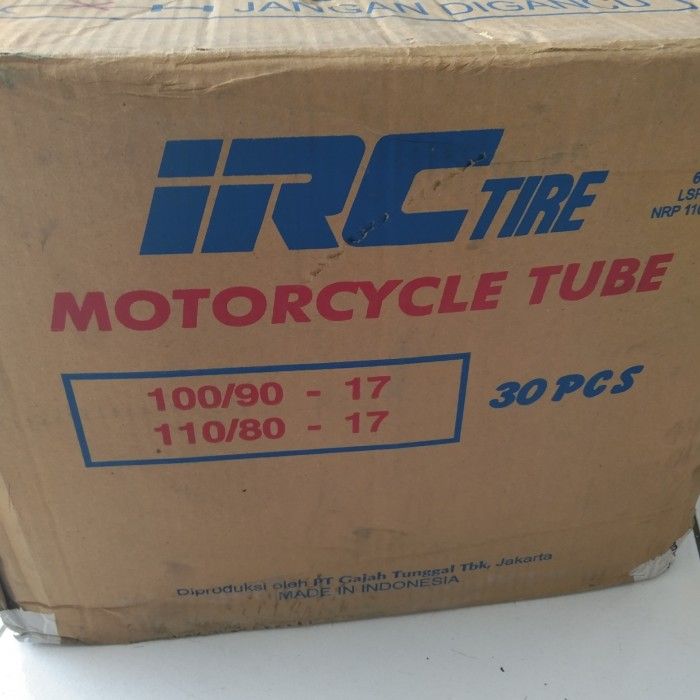 JANGAN DIGANCU
iRC TIRE
MOTORCYCLE TUBE
100/90 - 17
110/80 - 17
30 PCS
Diproduksi oleh PT Gajah Tunggal Tbk, Jakarta
MADE IN INDONESIA